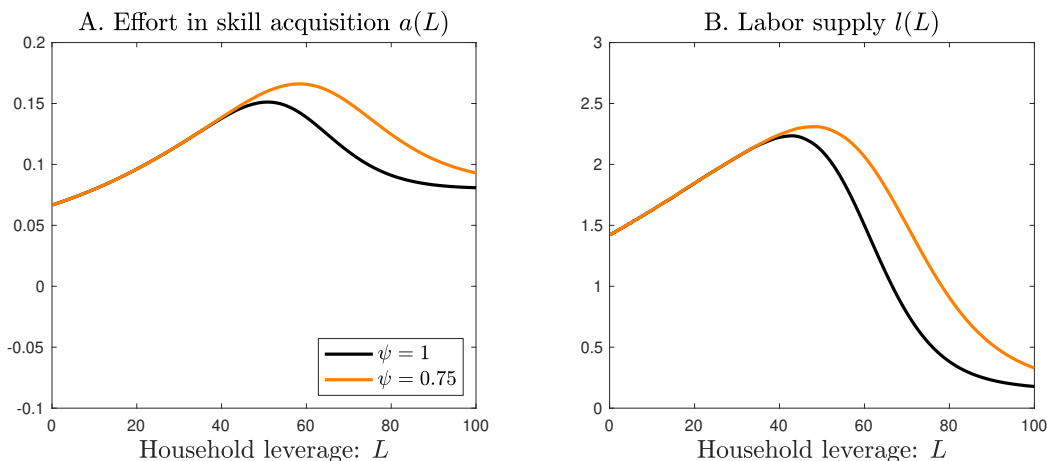 A. Effort in skill acquisition a(L)
0.2
0.15
0.1
0.05
0
-0.05
-0.1
ψ = 1
ψ = 0.75
0 20 40 60 80 100
Household leverage: L
B. Labor supply l(L)
3
2.5
2
1.5
1
0.5
0
0 20 40 60 80 100
Household leverage: L